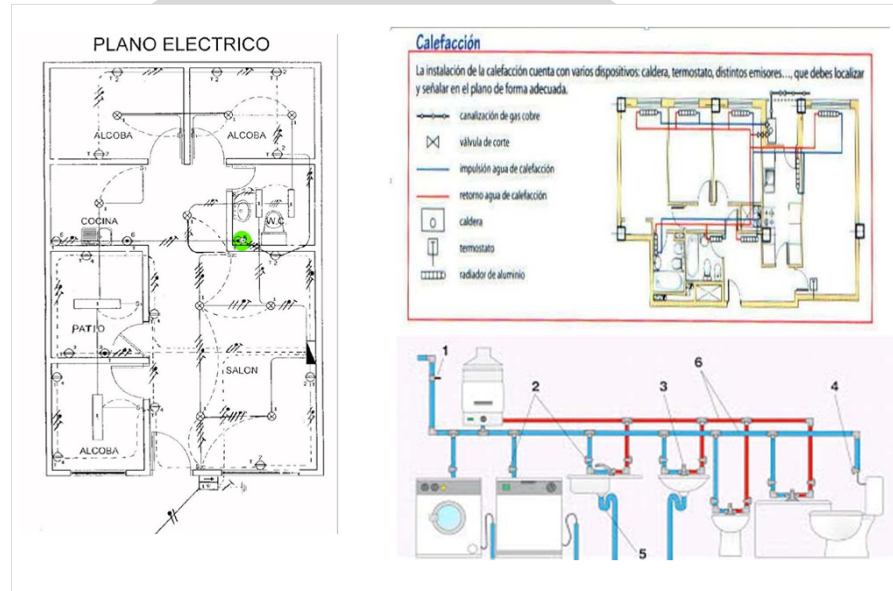 PLANO ELECTRICO
ALCOBA
ALCOBA
COCINA
W.C
PATIO
SALON
ALCOBA
Calefacción
La instalación de la calefacción cuenta con varios dispositivos: caldera, termostato, distintos emisores..., que debes localizar
y señalar en el plano de forma adecuada.
canalización de gas cobre
válvula de corte
impulsión agua de calefacción
retorno agua de calefacción
caldera
termostato
radiador de aluminio
1
2
3
6
4
5